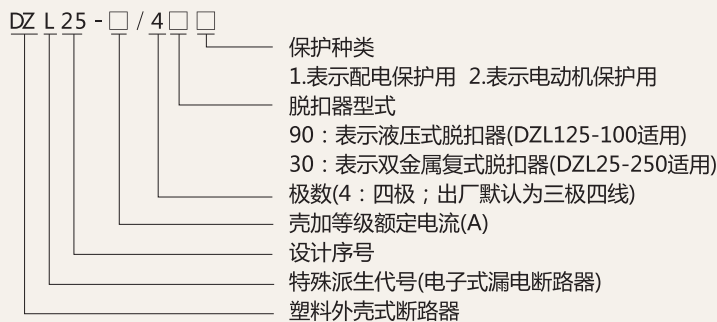 DZ L 25 - □ / 4 □ □
保护种类
1.表示配电保护用 2.表示电动机保护用
脱扣器型式
90：表示液压式脱扣器(DZL125-100适用)
30：表示双金属复式脱扣器(DZL25-250适用)
极数(4：四极；出厂默认为三极四线)
壳加等级额定电流(A)
设计序号
特殊派生代号(电子式漏电断路器)
塑料外壳式断路器